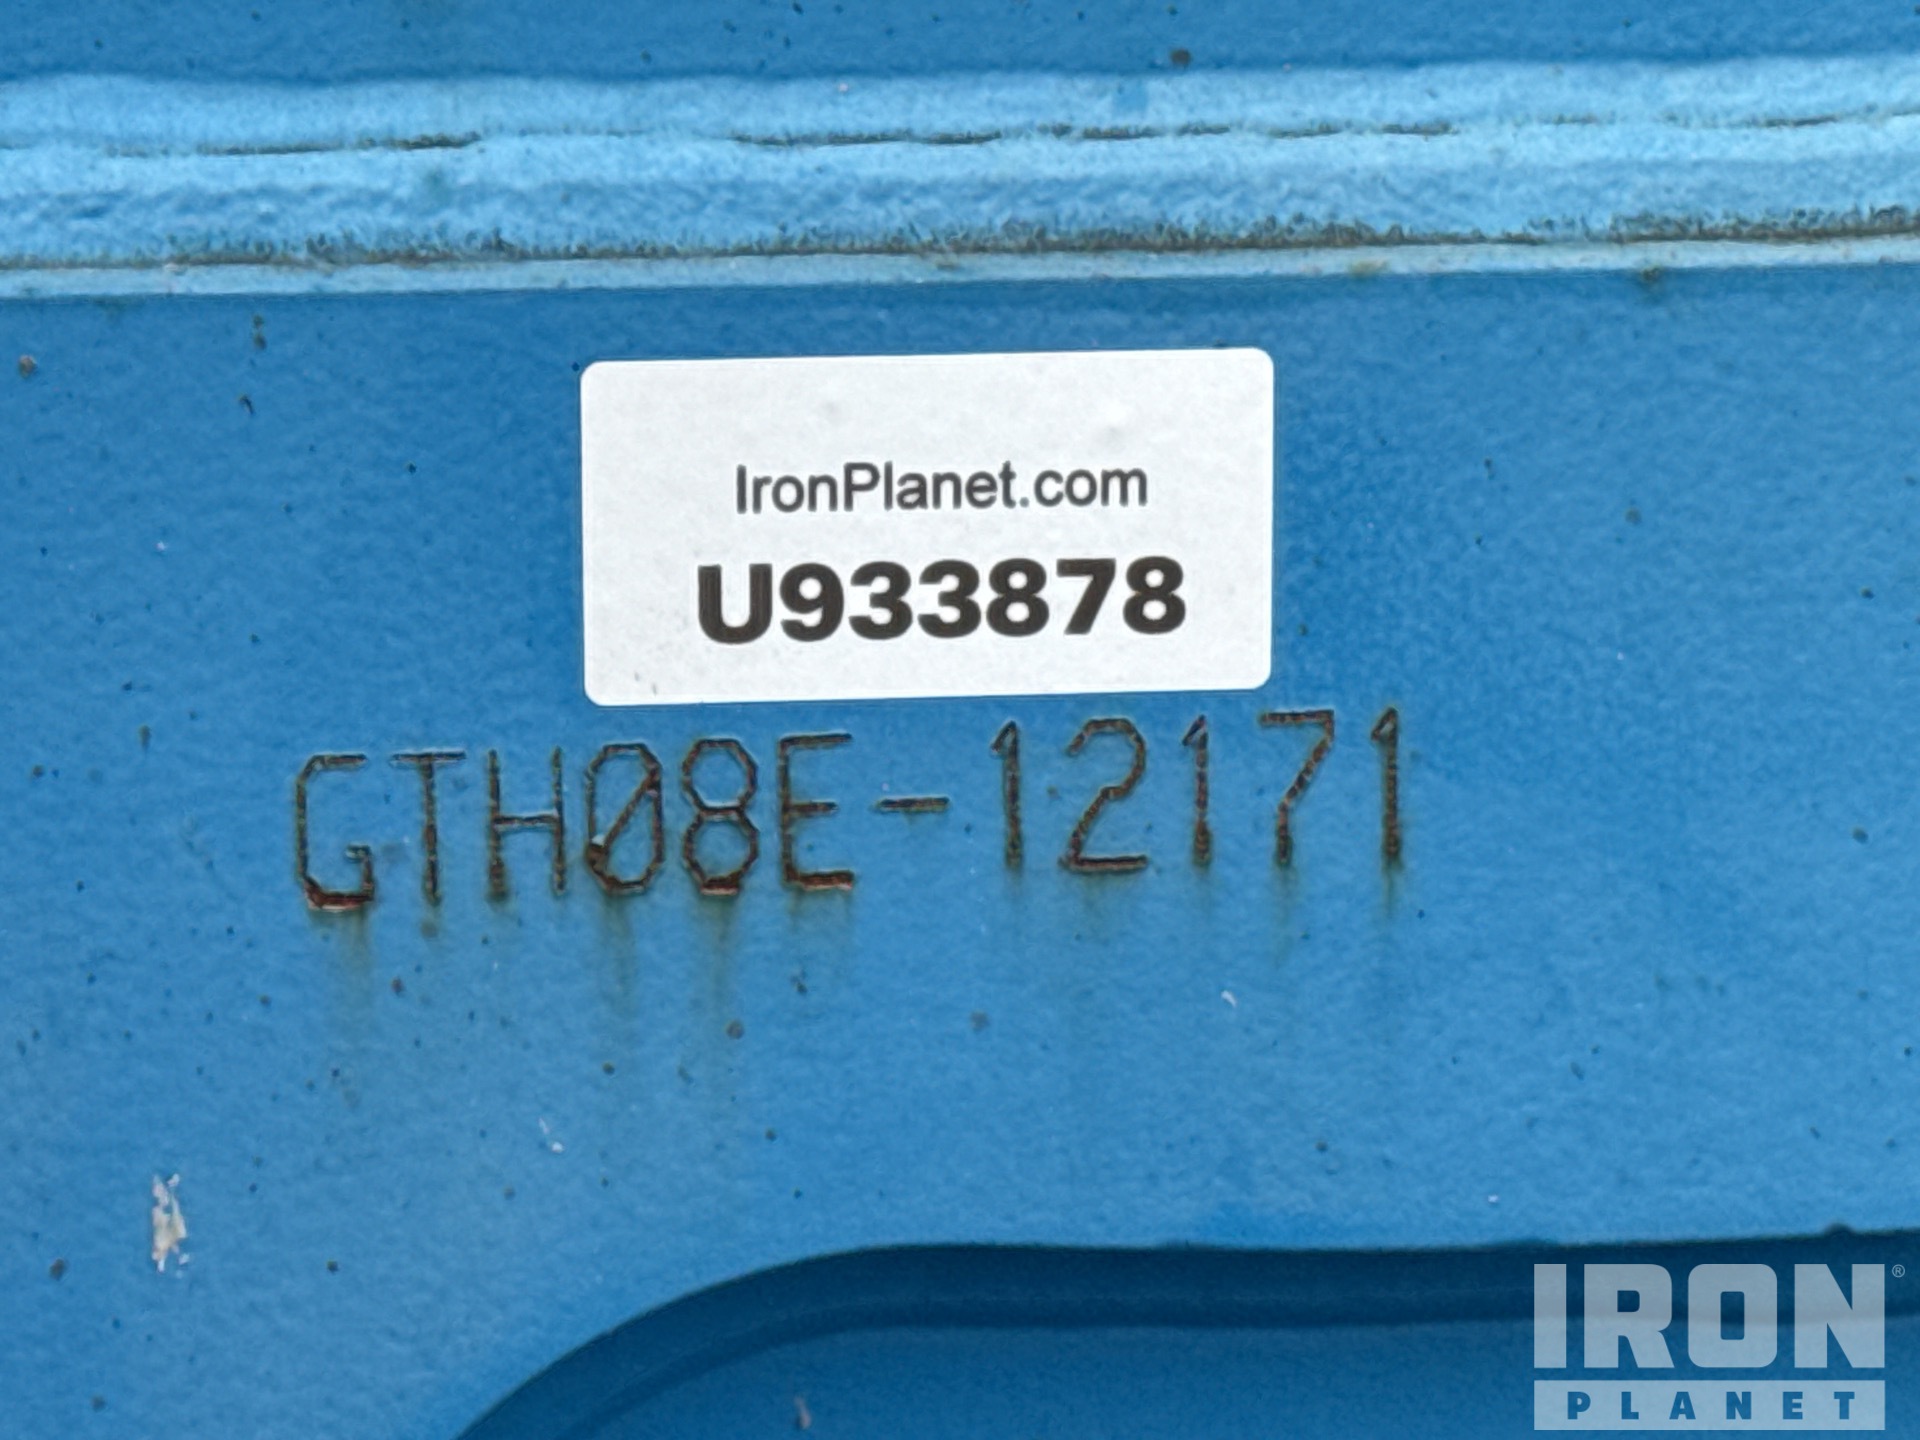 IronPlanet.com
U933878
GTH08E-12171
IRON®
PLANET